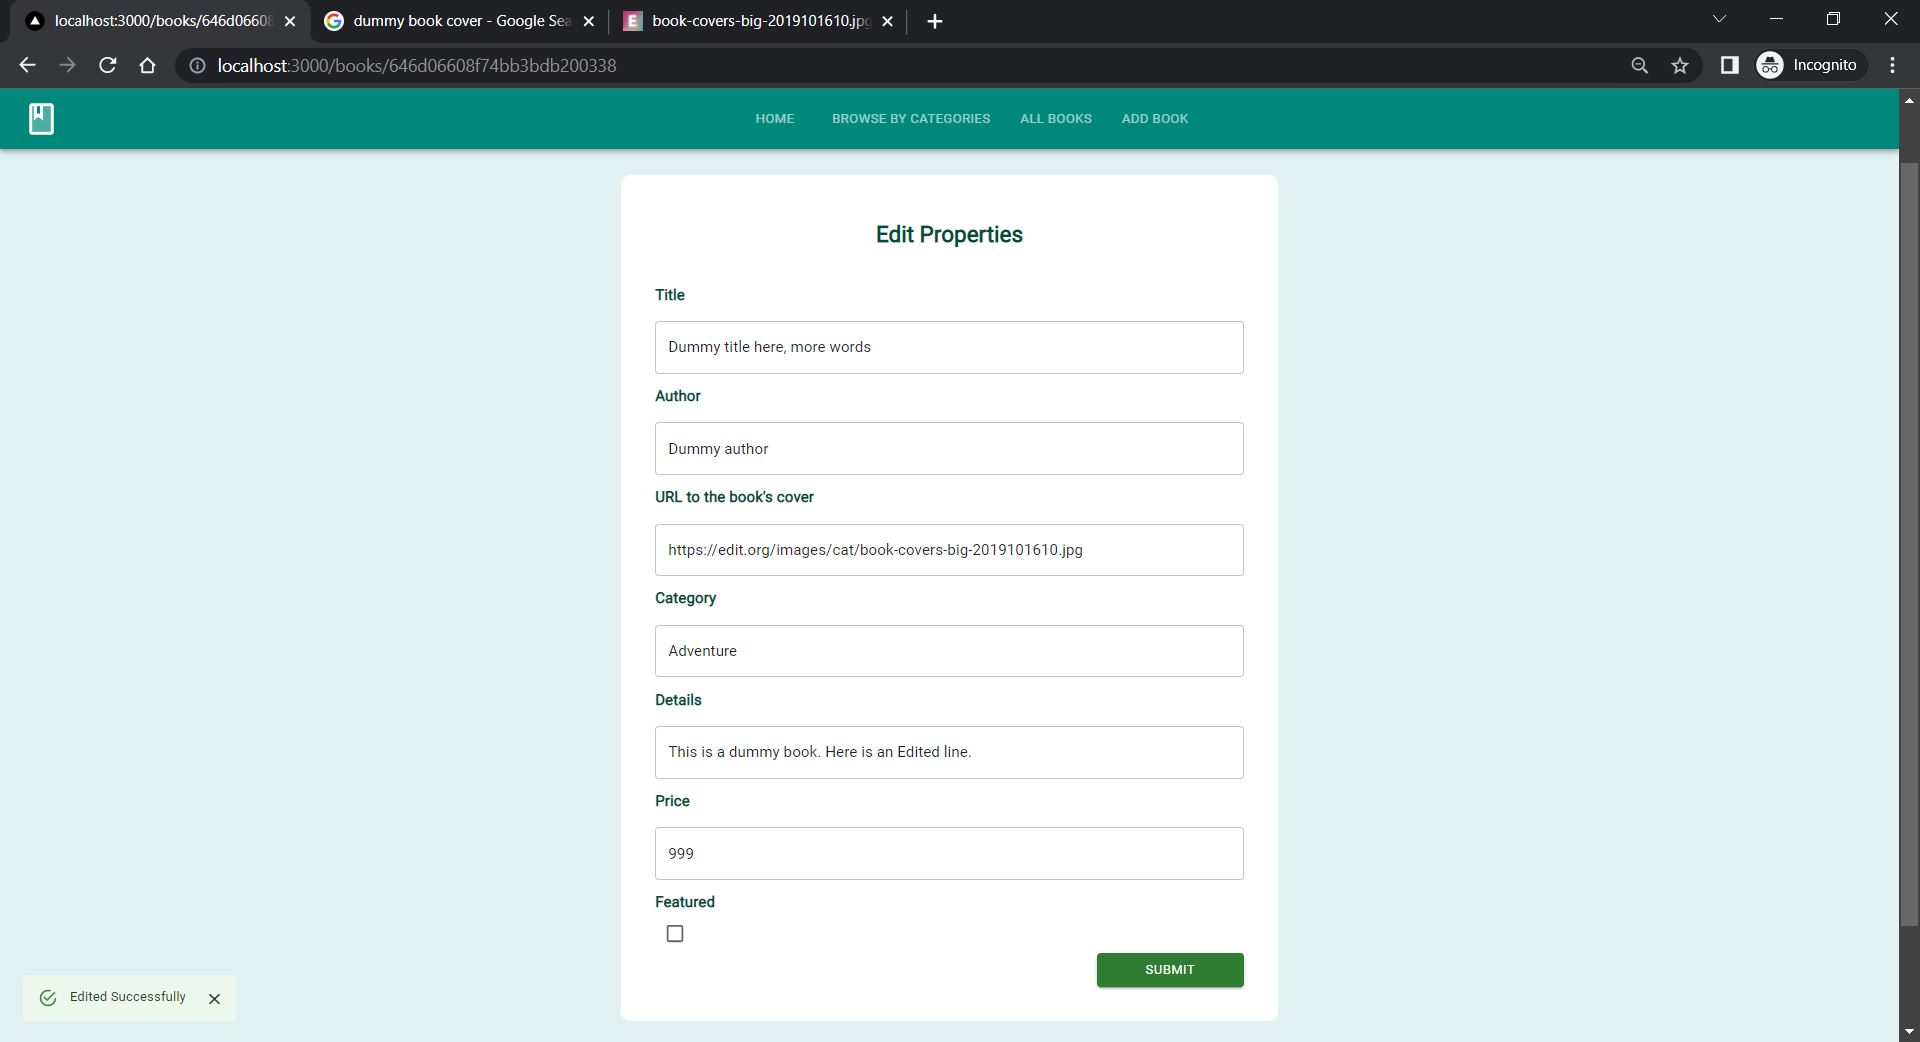 localhost:3000/books/646d06608
dummy book cover - Google Sea
E
book-covers-big-2019101610.jpg
localhost:3000/books/646d06608f74bb3bdb200338
Incognito
HOME
BROWSE BY CATEGORIES
ALL BOOKS
ADD BOOK
Edit Properties
Title
Dummy title here, more words
Author
Dummy author
URL to the book's cover
https://edit.org/images/cat/book-covers-big-2019101610.jpg
Category
Adventure
Details
This is a dummy book. Here is an Edited line.
Price
999
Featured
SUBMIT
Edited Successfully